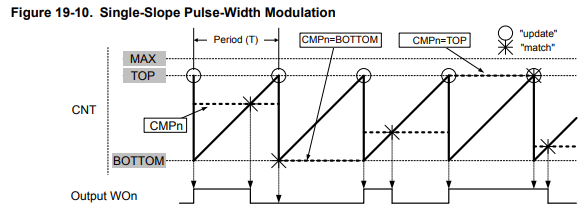 Figure 19-10. Single-Slope Pulse-Width Modulation
Period (T)
CMPn=BOTTOM
CMPn=TOP
"update"
"match"
MAX
TOP
CNT
CMPn
BOTTOM
Output WOn